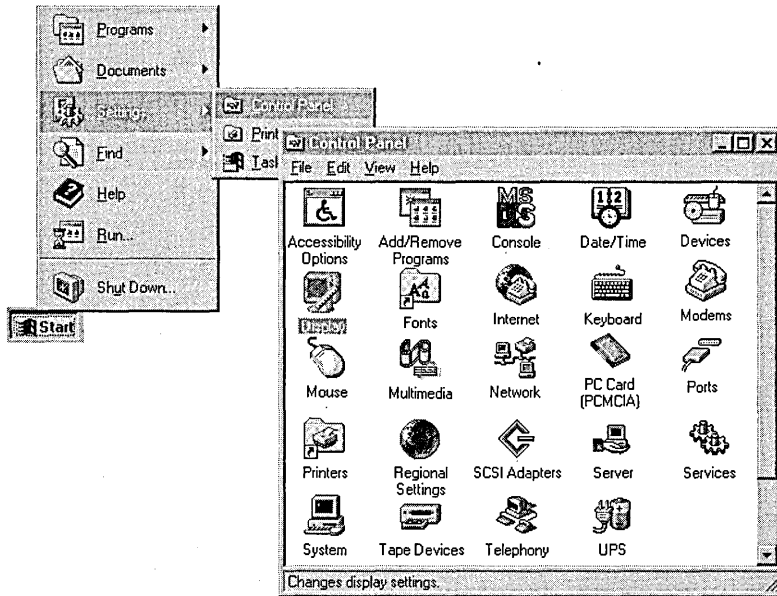 Programs
Documents
Settings
Find
Help
Run...
Shut Down...
Start
Control Panel
Print
Task
Control Panel
File Edit View Help
Accessibility Options
Add/Remove Programs
MS DOS
Console
Date/Time
Devices
Display
Fonts
Internet
Keyboard
Modems
Mouse
Multimedia
Network
PC Card (PCMCIA)
Ports
Printers
Regional Settings
SCSI Adapters
Server
Services
System
Tape Devices
Telephony
UPS
Changes display settings.